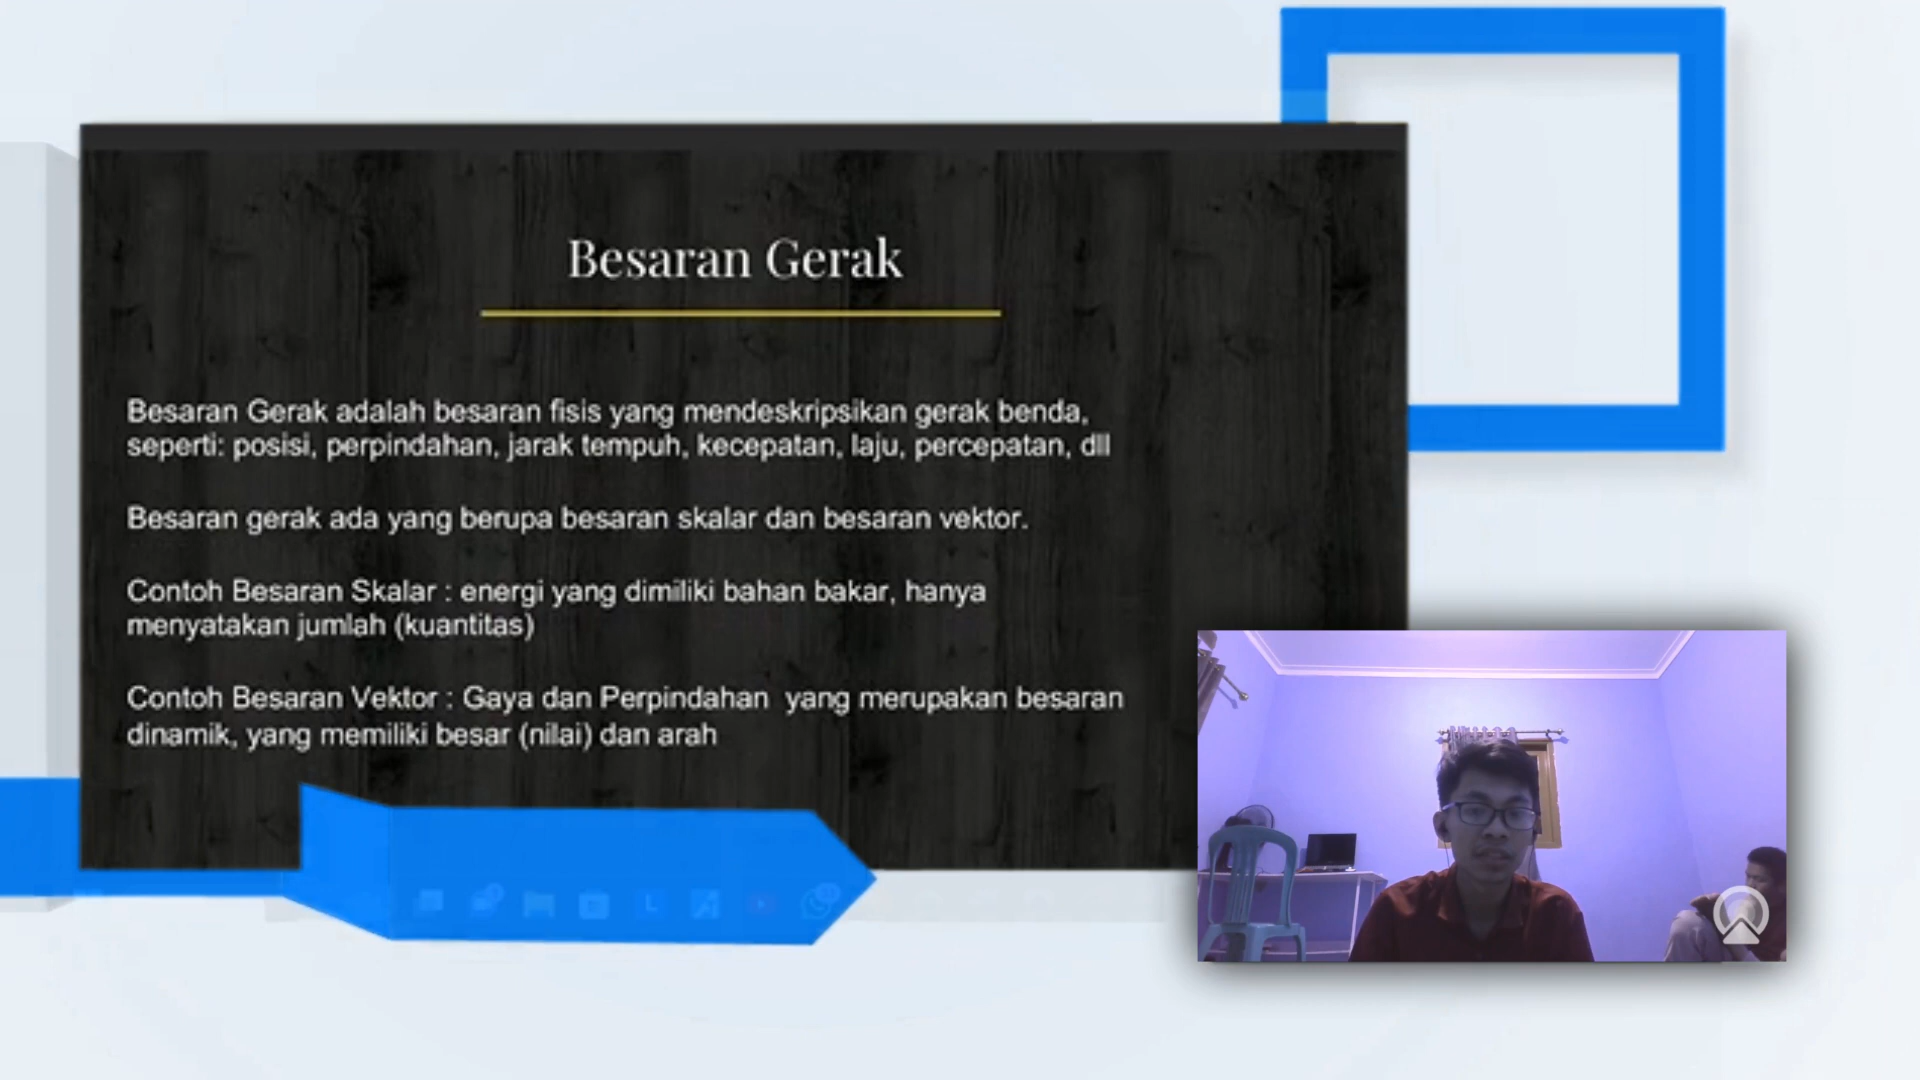 Besaran Gerak
Besaran Gerak adalah besaran fisis yang mendeskripsikan gerak benda,
seperti: posisi, perpindahan, jarak tempuh, kecepatan, laju, percepatan, dll
Besaran gerak ada yang berupa besaran skalar dan besaran vektor.
Contoh Besaran Skalar : energi yang dimiliki bahan bakar, hanya
menyatakan jumlah (kuantitas)
Contoh Besaran Vektor : Gaya dan Perpindahan  yang merupakan besaran
dinamik, yang memiliki besar (nilai) dan arah